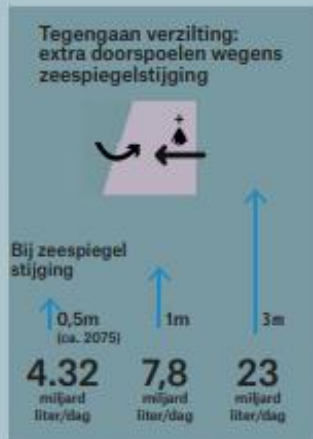 Tegengaan verzilting:
extra doorspoelen wegens
zeespiegelstijging
+
Bij zeespiegel
stijging
0,5m
(ca. 2075)
1m
3m
4.32
miljard
liter/dag
7,8
miljard
liter/dag
23
miljard
liter/dag